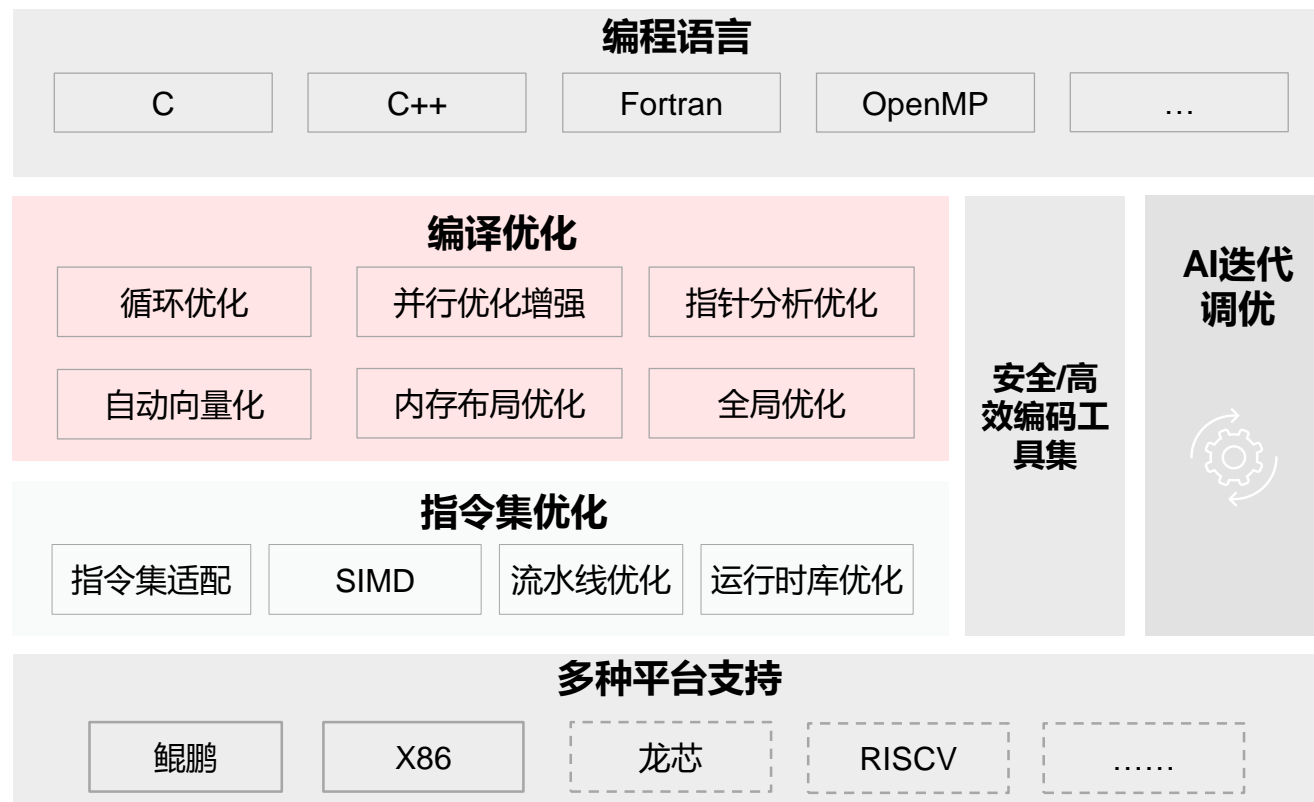 编程语言
C
C++
Fortran
OpenMP
…
编译优化
循环优化
并行优化增强
指针分析优化
自动向量化
内存布局优化
全局优化
指令集优化
指令集适配
SIMD
流水线优化
运行时库优化
安全/高
效编码工
具集
AI迭代
调优
多种平台支持
鲲鹏
X86
龙芯
RISCV
……